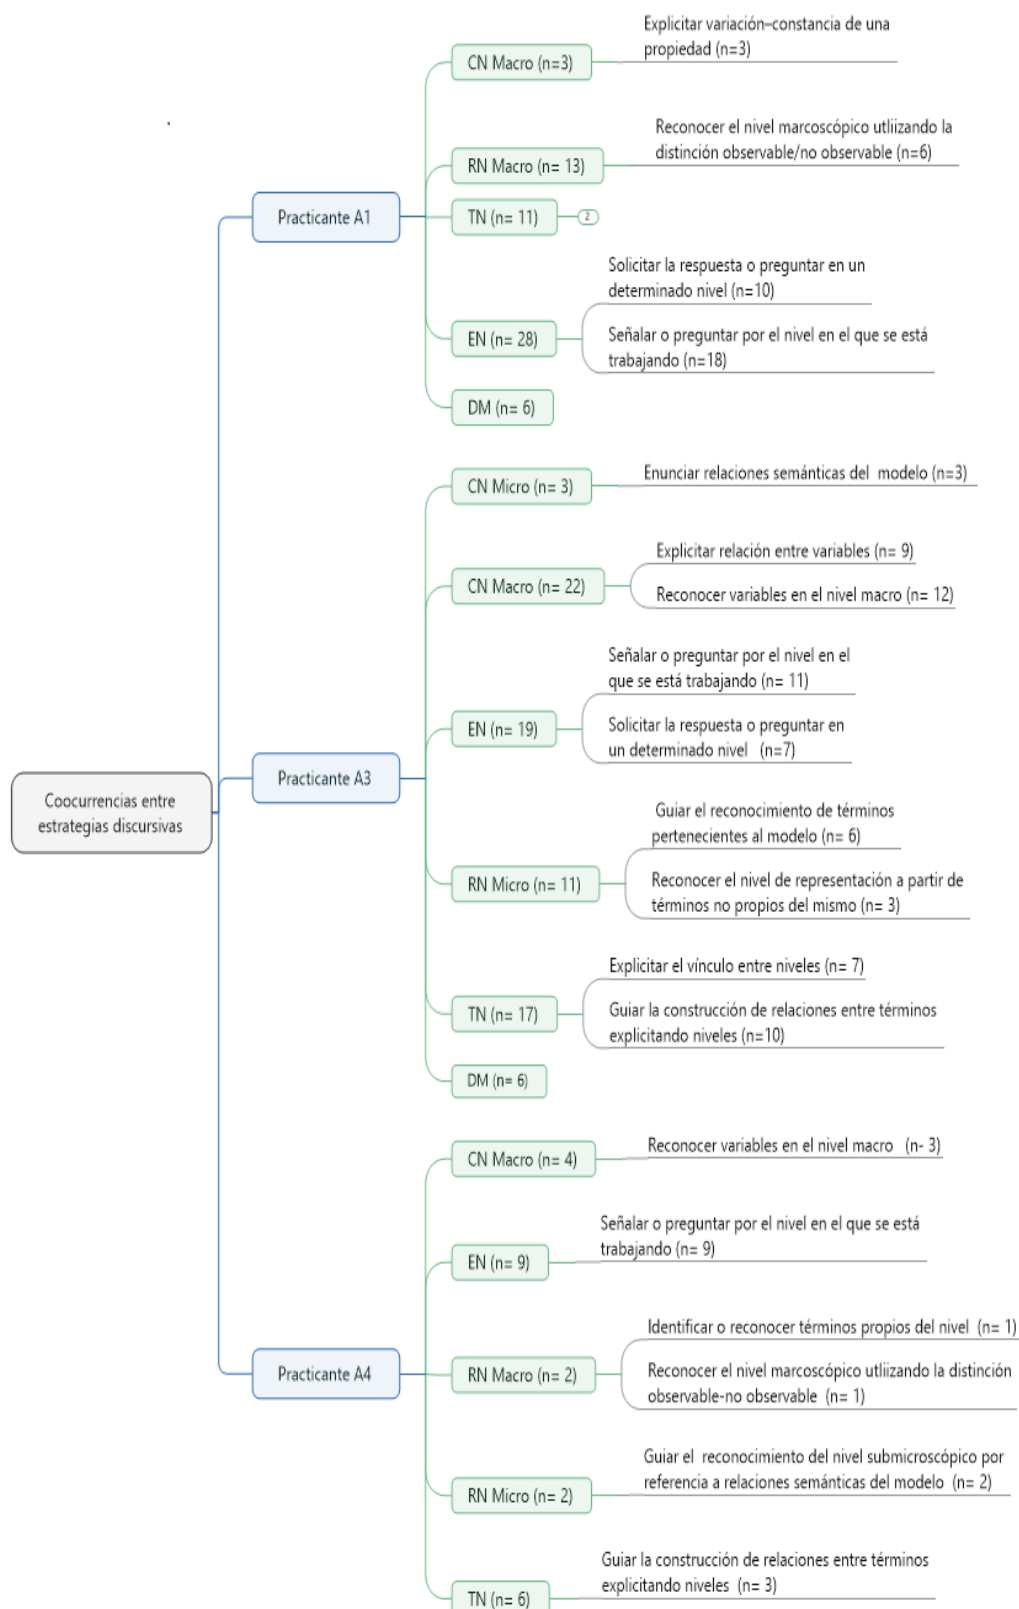 Coocurrencias entre
estrategias discursivas
Practicante A1
CN Macro (n=3)
Explicitar variación–constancia de una
propiedad (n=3)
RN Macro (n= 13)
Reconocer el nivel marcoscópico utliizando la
distinción observable/no observable (n=6)
TN (n= 11)
2
EN (n= 28)
Solicitar la respuesta o preguntar en un
determinado nivel (n=10)
Señalar o preguntar por el nivel en el que se está
trabajando (n=18)
DM (n= 6)
Practicante A3
CN Micro (n= 3)
Enunciar relaciones semánticas del modelo (n=3)
CN Macro (n= 22)
Explicitar relación entre variables (n= 9)
Reconocer variables en el nivel macro (n= 12)
EN (n= 19)
Señalar o preguntar por el nivel en el
que se está trabajando (n= 11)
Solicitar la respuesta o preguntar en
un determinado nivel (n=7)
RN Micro (n= 11)
Guiar el reconocimiento de términos
pertenecientes al modelo (n= 6)
Reconocer el nivel de representación a partir de
términos no propios del mismo (n= 3)
TN (n= 17)
Explicitar el vínculo entre niveles (n= 7)
Guiar la construcción de relaciones entre términos
explicitando niveles (n=10)
DM (n= 6)
Practicante A4
CN Macro (n= 4)
Reconocer variables en el nivel macro (n- 3)
EN (n= 9)
Señalar o preguntar por el nivel en el que se está
trabajando (n= 9)
RN Macro (n= 2)
Identificar o reconocer términos propios del nivel (n= 1)
Reconocer el nivel marcoscópico utliizando la distinción
observable-no observable (n= 1)
RN Micro (n= 2)
Guiar el reconocimiento del nivel submicroscópico por
referencia a relaciones semánticas del modelo (n= 2)
TN (n= 6)
Guiar la construcción de relaciones entre términos
explicitando niveles (n= 3)